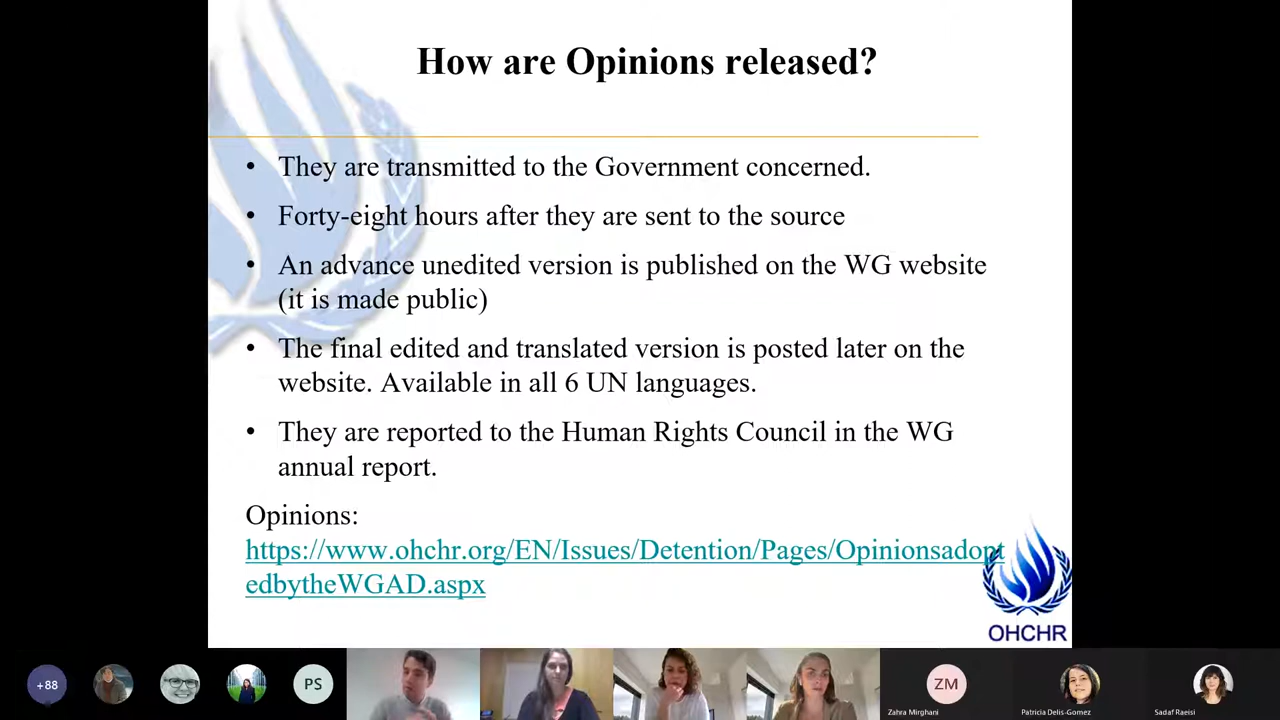 How are Opinions released?
• They are transmitted to the Government concerned.
• Forty-eight hours after they are sent to the source
• An advance unedited version is published on the WG website
(it is made public)
• The final edited and translated version is posted later on the
website. Available in all 6 UN languages.
• They are reported to the Human Rights Council in the WG
annual report.
Opinions:
https://www.ohchr.org/EN/Issues/Detention/Pages/Opinionsadopt
edbytheWGAD.aspx
OHCHR
+88
PS
ZM
Zahra Mirghani
Patricia Delis-Gomez
Sadaf Raeisi